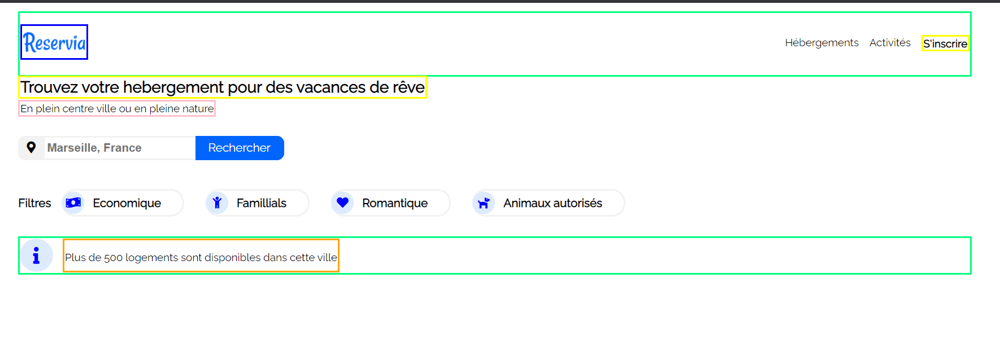 Reservia
Hébergements Activités S'inscrire
Trouvez votre hebergement pour des vacances de rêve
En plein centre ville ou en pleine nature
Marseille, France Rechercher
Filtres Economique Famillials Romantique Animaux autorisés
Plus de 500 logements sont disponibles dans cette ville